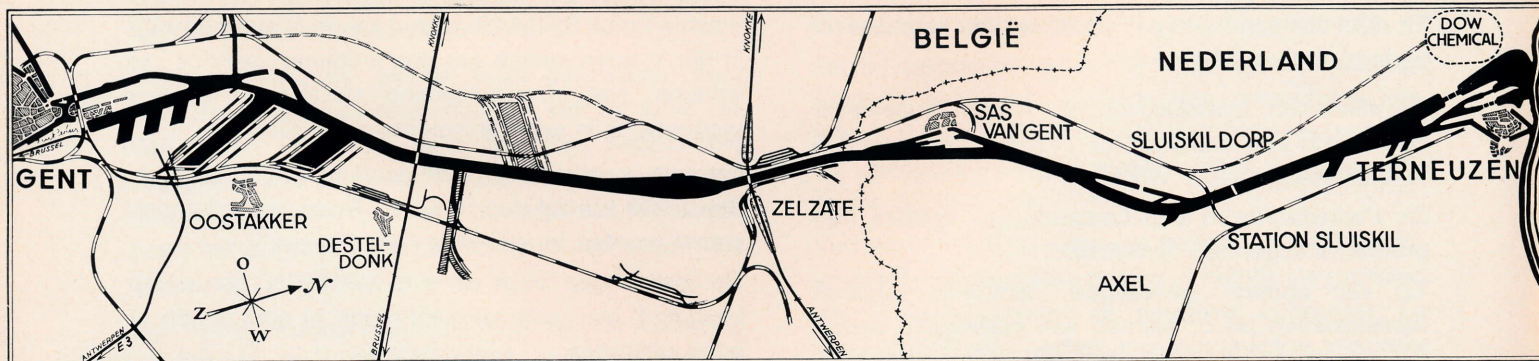 KNOKKE
KNOKKE
BELGIË
NEDERLAND
DOW
CHEMICAL
BRUSSEL
GENT
OOSTAKKER
DESTEL-
DONK
ZELZATE
SAS
VAN GENT
SLUISKIL DORP
TERNEUZEN
STATION SLUISKIL
AXEL
O
N
Z
W
ANTWERPEN
E3
BRUSSEL
ANTWERPEN